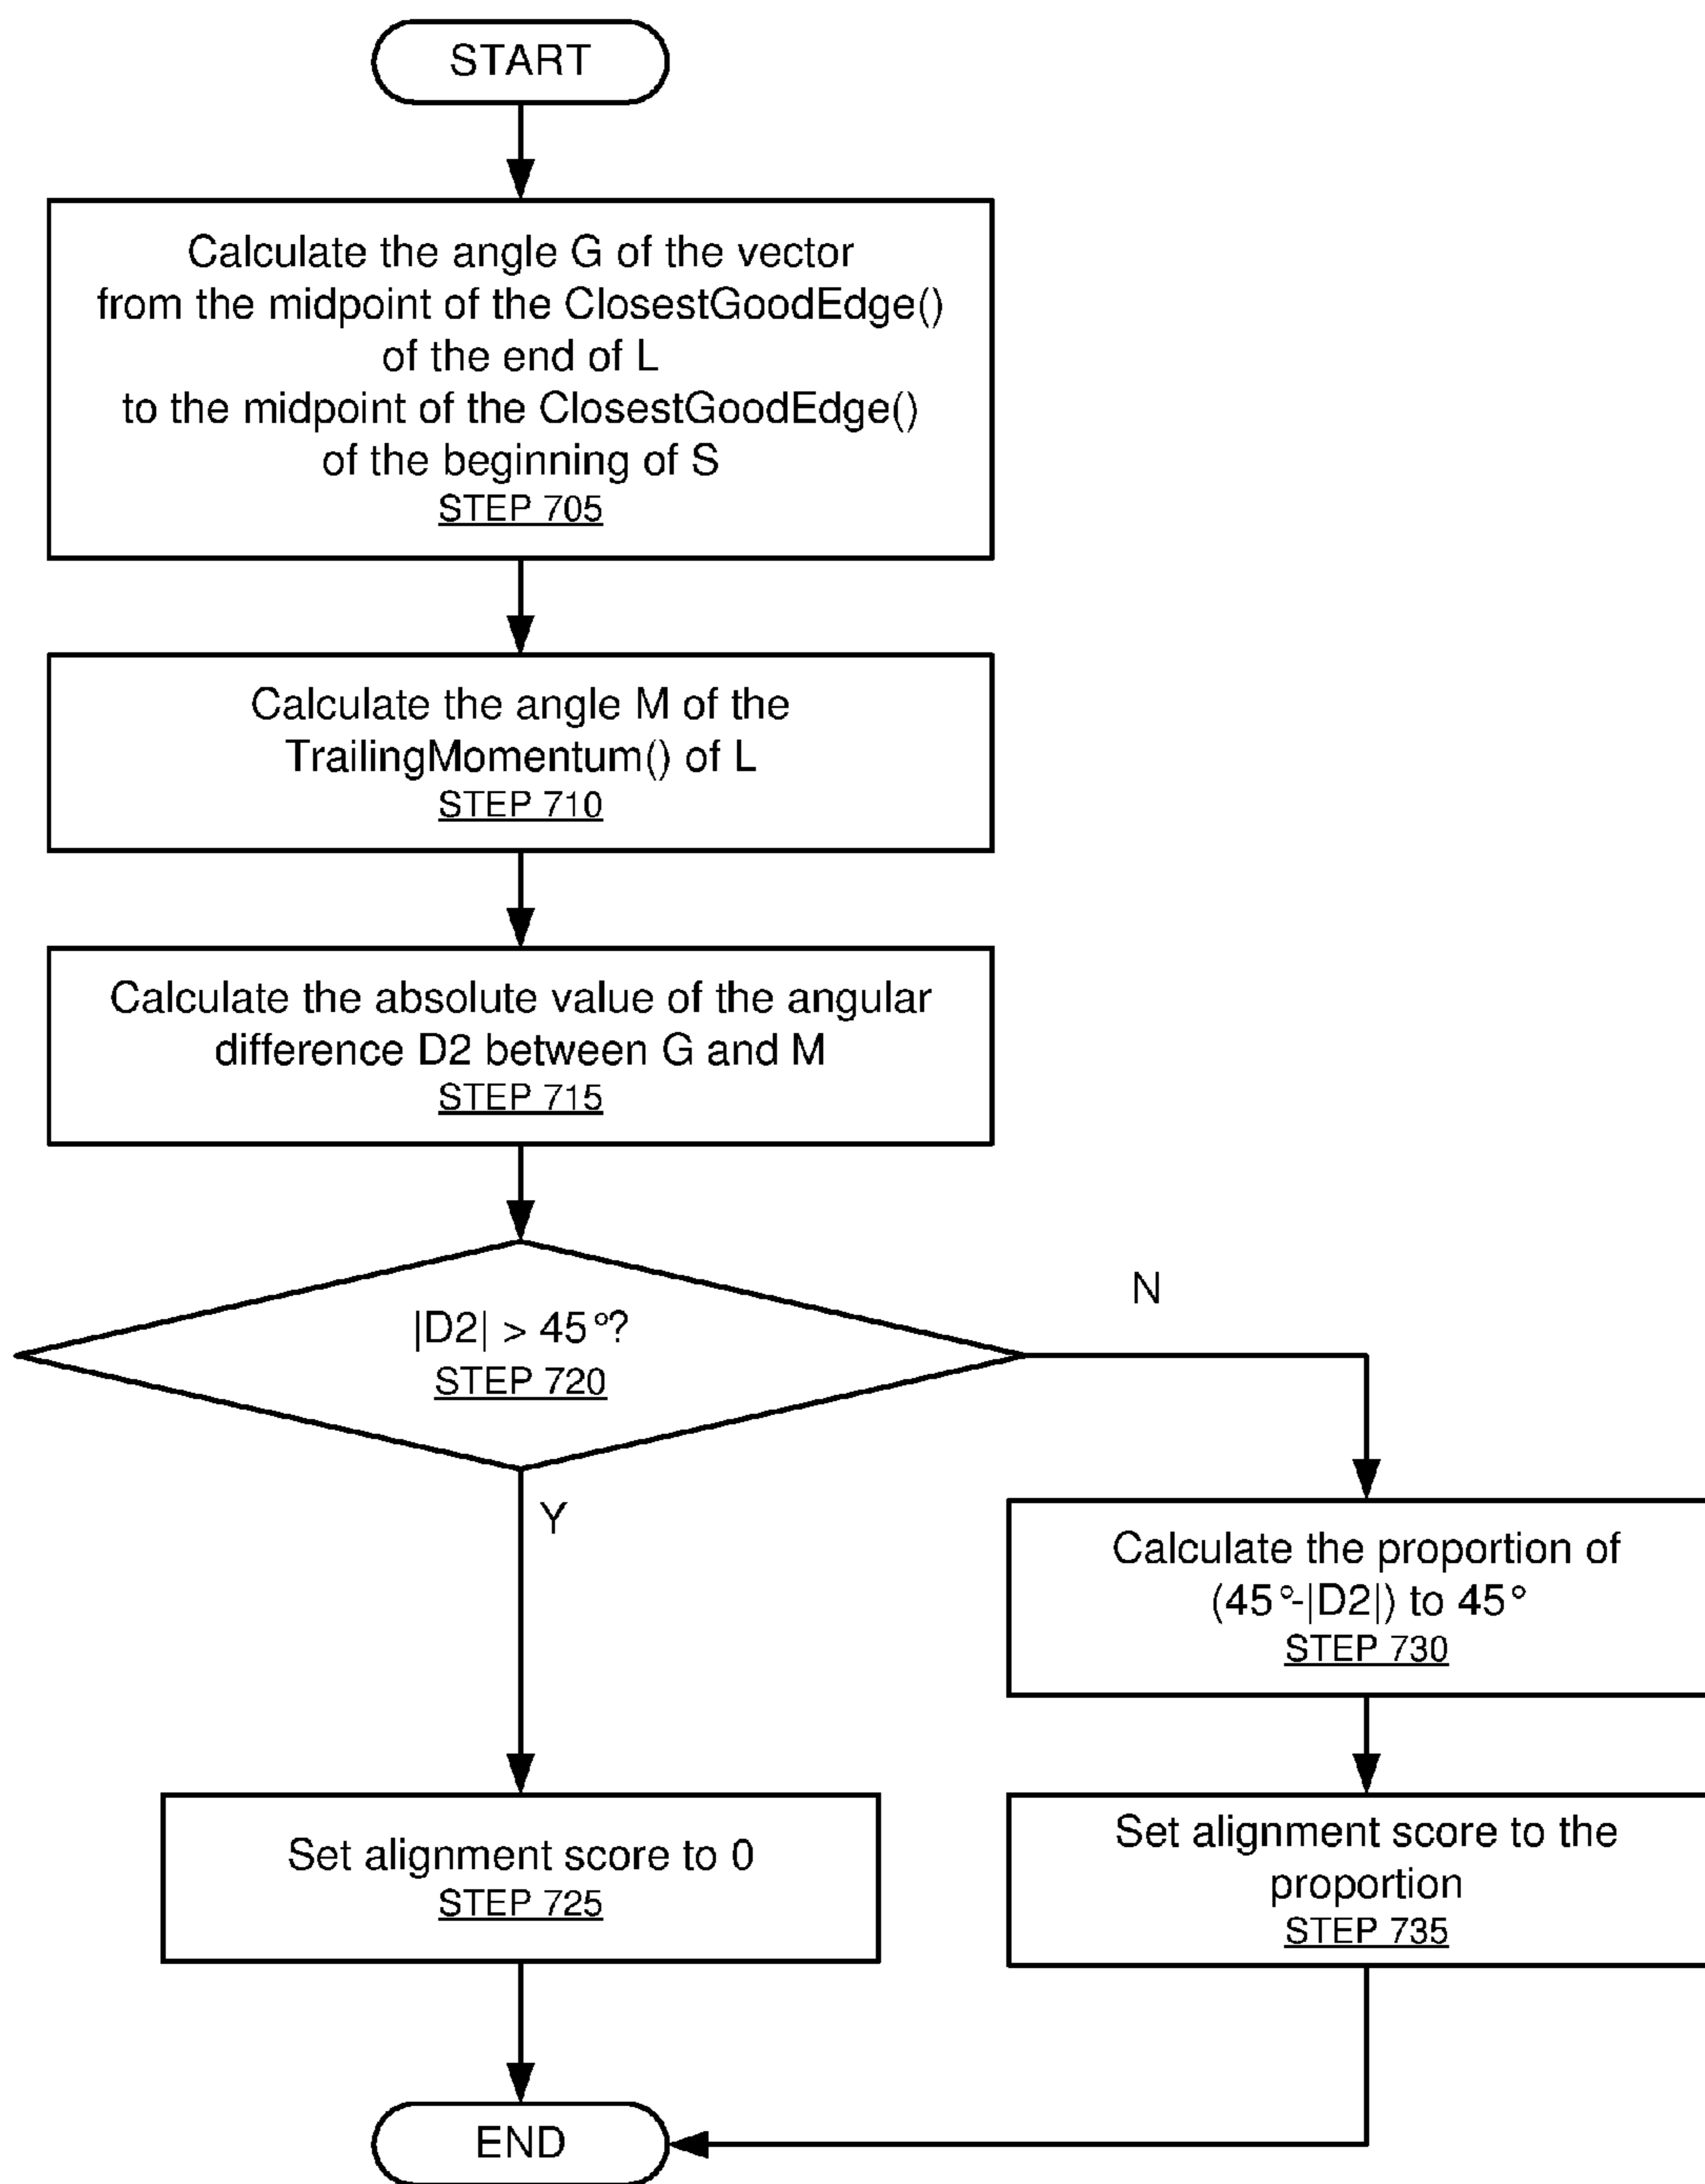 START
Calculate the angle G of the vector
from the midpoint of the ClosestGoodEdge()
of the end of L
to the midpoint of the ClosestGoodEdge()
of the beginning of S
STEP 705
Calculate the angle M of the
TrailingMomentum() of L
STEP 710
Calculate the absolute value of the angular
difference D2 between G and M
STEP 715
|D2| > 45°?
STEP 720
N
Y
Calculate the proportion of
(45°-|D2|) to 45°
STEP 730
Set alignment score to 0
STEP 725
Set alignment score to the
proportion
STEP 735
END